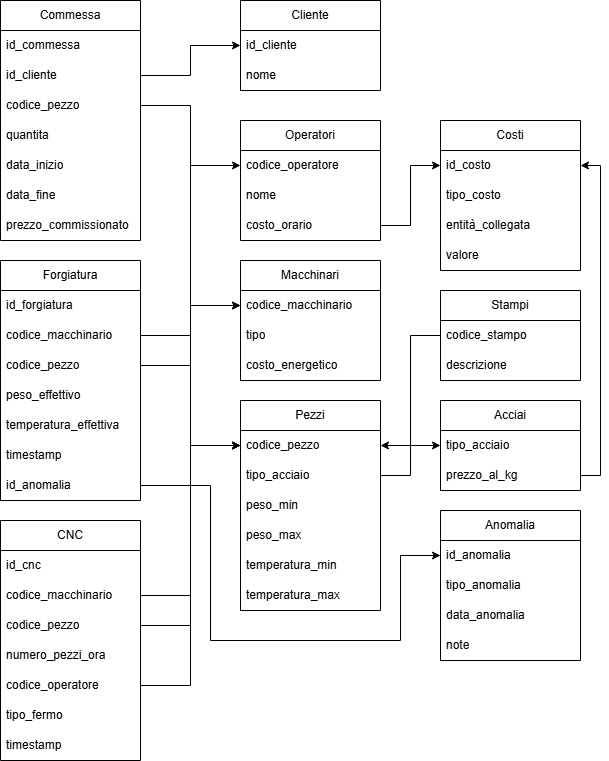 Commessa
id_commessa
id_cliente
codice_pezzo
quantita
data_inizio
data_fine
prezzo_commissionato
Forgiatura
id_forgiatura
codice_macchinario
codice_pezzo
peso_effettivo
temperatura_effettiva
timestamp
id_anomalia
CNC
id_cnc
codice_macchinario
codice_pezzo
numero_pezzi_ora
codice_operatore
tipo_fermo
timestamp
Cliente
id_cliente
nome
Operatori
codice_operatore
nome
costo_orario
Macchinari
codice_macchinario
tipo
costo_energetico
Pezzi
codice_pezzo
tipo_acciaio
peso_min
peso_max
temperatura_min
temperatura_max
Costi
id_costo
tipo_costo
entità_collegata
valore
Stampi
codice_stampo
descrizione
Acciai
tipo_acciaio
prezzo_al_kg
Anomalia
id_anomalia
tipo_anomalia
data_anomalia
note